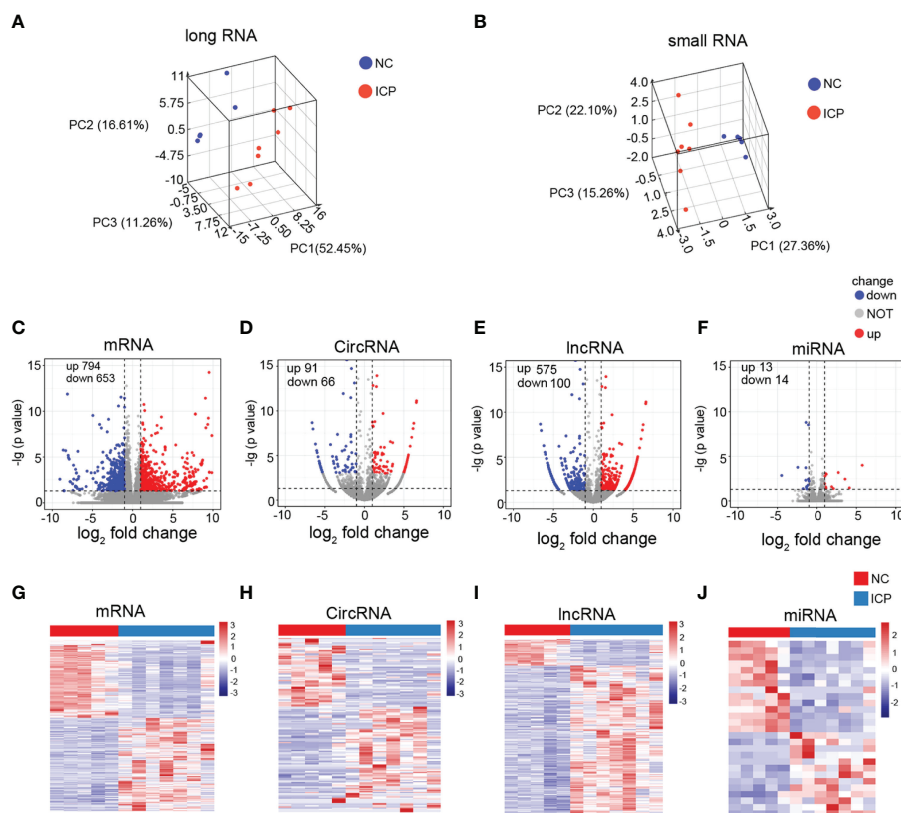 A
long RNA
NC
ICP
11
5.75
0.5
-4.75
-10
PC2 (16.61%)
-5
-0.75
3.50
7.75
12
PC3 (11.26%)
-15
-7.25
0.50
8.25
16
PC1(52.45%)
B
small RNA
NC
ICP
4.0
2.5
1.0
-0.5
-2.0
PC2 (22.10%)
-0.5
1.0
2.5
4.0
PC3 (15.26%)
-3.0
-1.5
0
1.5
3.0
PC1 (27.36%)
change
down
NOT
up
C
mRNA
up 794
down 653
15
10
5
0
-lg (p value)
-10 -5 0 5 10
log2 fold change
D
CircRNA
up 91
down 66
15
10
5
0
-lg (p value)
-10 -5 0 5 10
log2 fold change
E
lncRNA
up 575
down 100
15
10
5
0
-lg (p value)
-10 -5 0 5 10
log2 fold change
F
miRNA
up 13
down 14
15
10
5
0
-lg (p value)
-10 -5 0 5 10
log2 fold change
NC
ICP
G
mRNA
3
2
1
0
-1
-2
-3
H
CircRNA
3
2
1
0
-1
-2
-3
I
lncRNA
3
2
1
0
-1
-2
-3
J
miRNA
2
1
0
-1
-2